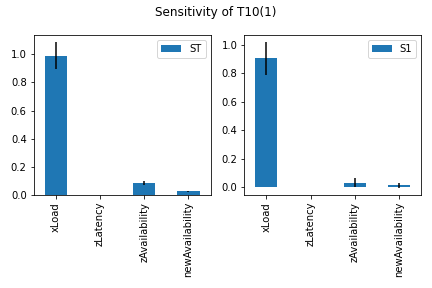 Sensitivity of T10(1)
ST
1.0
0.8
0.6
0.4
0.2
0.0
xLoad
zLatency
zAvailability
newAvailability
S1
1.0
0.8
0.6
0.4
0.2
0.0
xLoad
zLatency
zAvailability
newAvailability